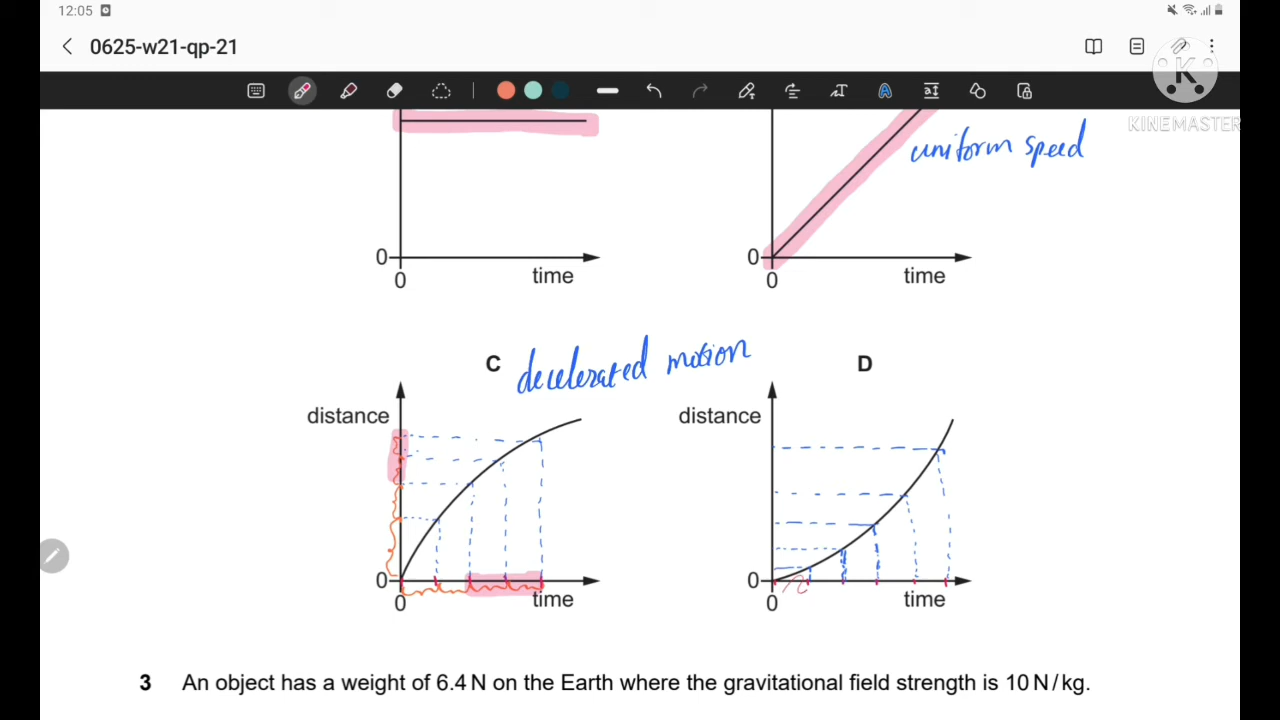 12:05
0625-w21-qp-21
KINEMASTER
uniform speed
0
0
time
0
0
time
C decelerated motion
D
distance
distance
0
0
time
0
0
time
3 An object has a weight of 6.4 N on the Earth where the gravitational field strength is 10 N/kg.